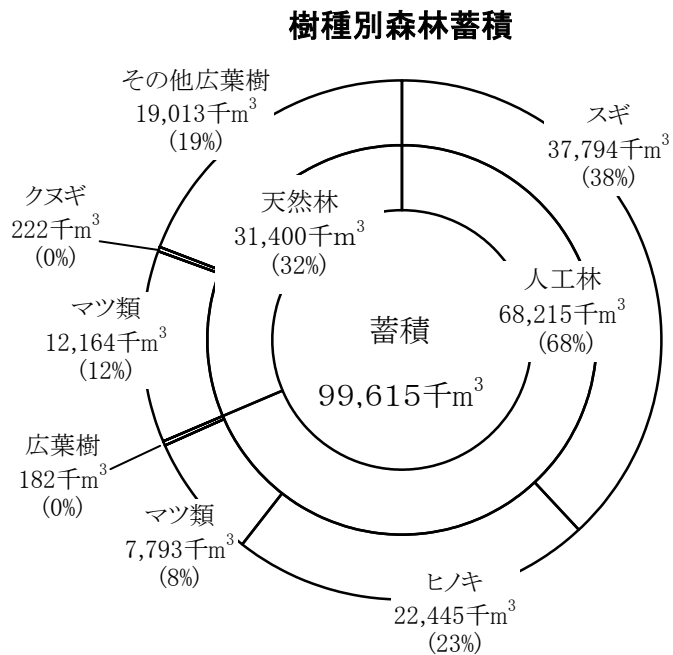 樹種別森林蓄積
その他広葉樹
19,013千m³
(19%)
スギ
37,794千m³
(38%)
クヌギ
222千m³
(0%)
天然林
31,400千m³
(32%)
人工林
68,215千m³
(68%)
マツ類
12,164千m³
(12%)
蓄積
99,615千m³
広葉樹
182千m³
(0%)
マツ類
7,793千m³
(8%)
ヒノキ
22,445千m³
(23%)